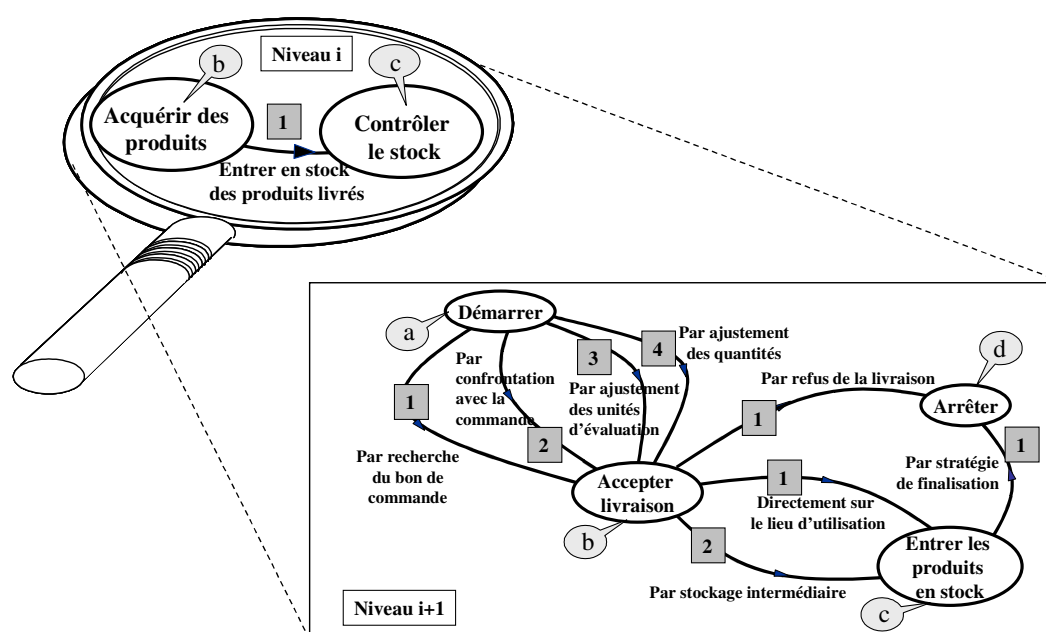 Niveau i
b
c
Acquérir des
produits
1
Contrôler
le stock
Entrer en stock
des produits livrés
Démarrer
a
Par
confrontation
avec la
commande
3
4
Par ajustement
des quantités
d
Par refus de la livraison
Arrêter
1
Par ajustement
des unités
d'évaluation
2
1
1
Par recherche
du bon de
commande
Accepter
livraison
b
1
Directement sur
le lieu d'utilisation
Par stratégie
de finalisation
2
Par stockage intermédiaire
Entrer les
produits
en stock
c
Niveau i+1